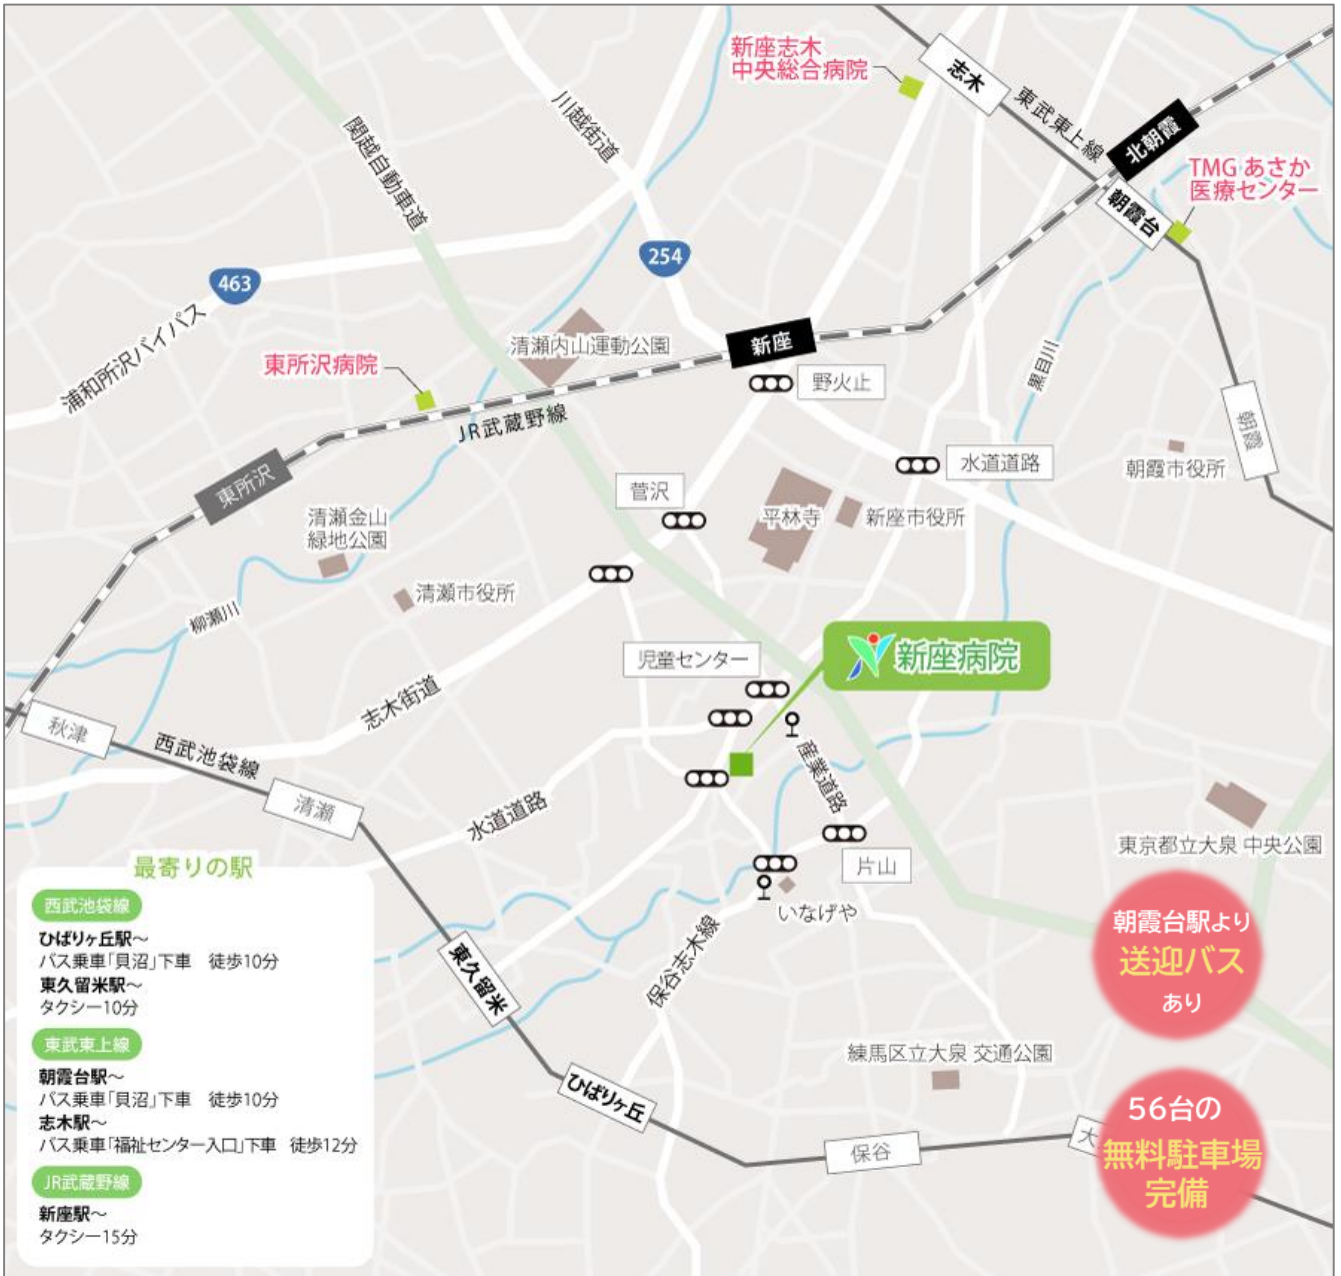 新座志木
中央総合病院
志木
東武東上線
北朝霞
TMG あさか
医療センター
朝霞台
川越街道
関越自動車道
254
463
浦和所沢バイパス
清瀬内山運動公園
新座
東所沢病院
野火止
黒目川
JR武蔵野線
朝霞
水道道路
朝霞市役所
東所沢
菅沢
平林寺
新座市役所
清瀬金山
緑地公園
清瀬市役所
柳瀬川
児童センター
新座病院
志木街道
秋津
西武池袋線
産業道路
清瀬
水道道路
片山
東京都立大泉 中央公園
いなげや
保谷志木線
東久留米
練馬区立大泉 交通公園
ひばりヶ丘
保谷
大
最寄りの駅
西武池袋線
ひばりヶ丘駅～
バス乗車「貝沼」下車 徒歩10分
東久留米駅～
タクシー10分
東武東上線
朝霞台駅～
バス乗車「貝沼」下車 徒歩10分
志木駅～
バス乗車「福祉センター入口」下車 徒歩12分
JR武蔵野線
新座駅～
タクシー15分
朝霞台駅より
送迎バス
あり
56台の
無料駐車場
完備